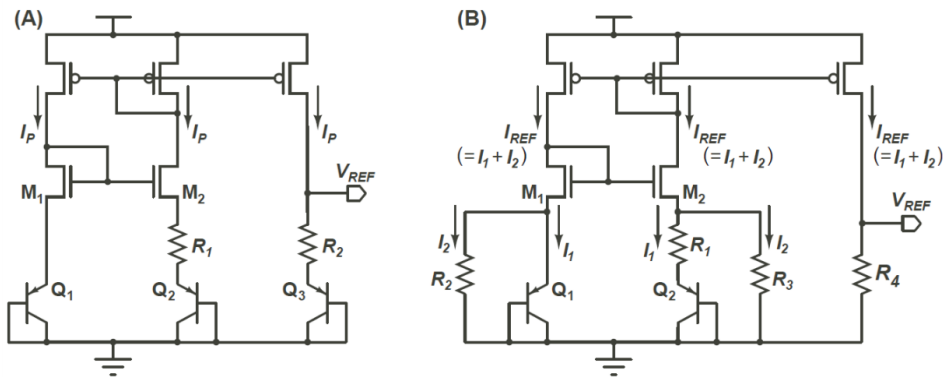 (A)
I_P
I_P
I_P
M_1
M_2
V_REF
R_1
R_2
Q_1
Q_2
Q_3
(B)
I_REF
(=I_1+I_2)
I_REF
(=I_1+I_2)
I_REF
(=I_1+I_2)
M_1
M_2
V_REF
I_2
I_1
I_1
I_2
R_2
R_1
R_3
R_4
Q_1
Q_2